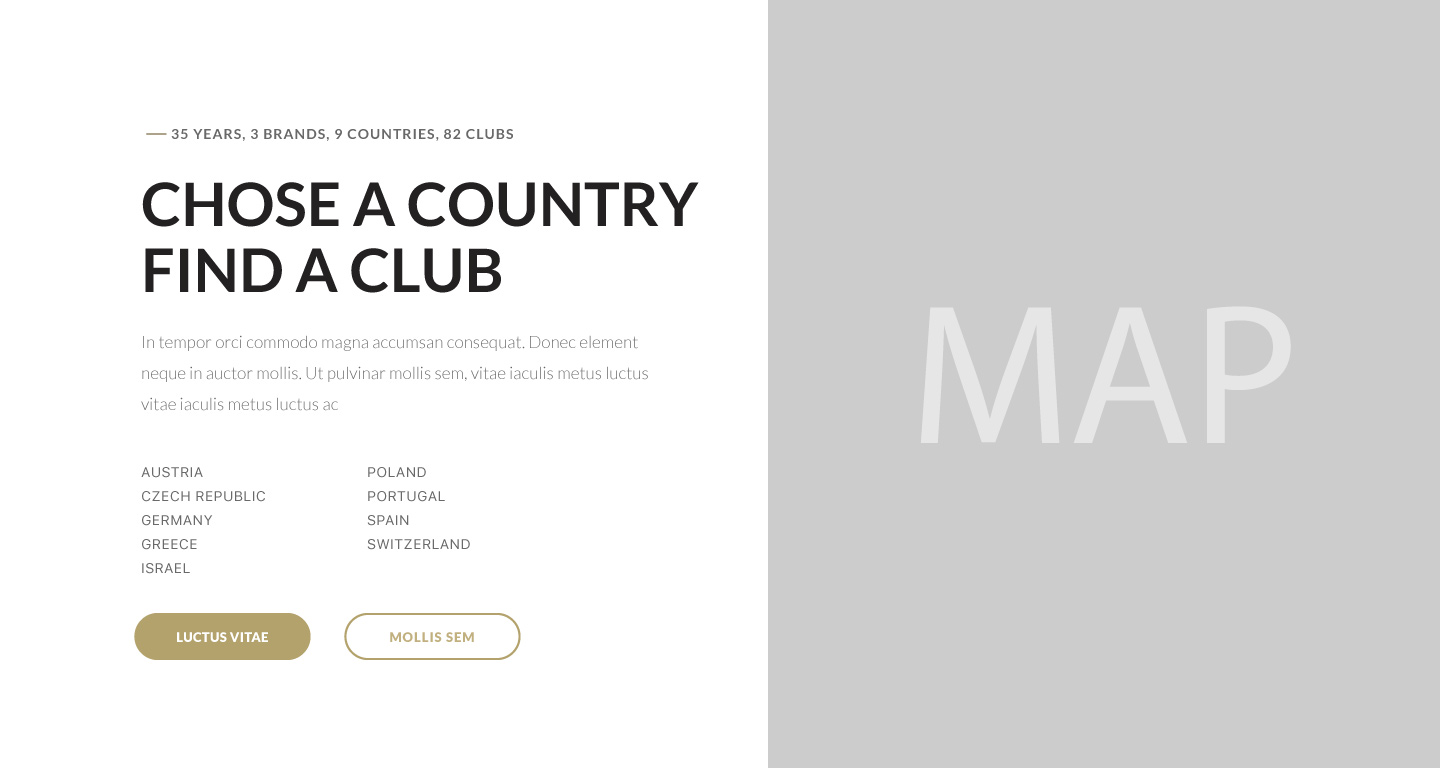 35 YEARS, 3 BRANDS, 9 COUNTRIES, 82 CLUBS
CHOSE A COUNTRY
FIND A CLUB
In tempor orci commodo magna accumsan consequat. Donec element
neque in auctor mollis. Ut pulvinar mollis sem, vitae iaculis metus luctus
vitae iaculis metus luctus ac
AUSTRIA
CZECH REPUBLIC
GERMANY
GREECE
ISRAEL
POLAND
PORTUGAL
SPAIN
SWITZERLAND
LUCTUS VITAE
MOLLIS SEM
MAP